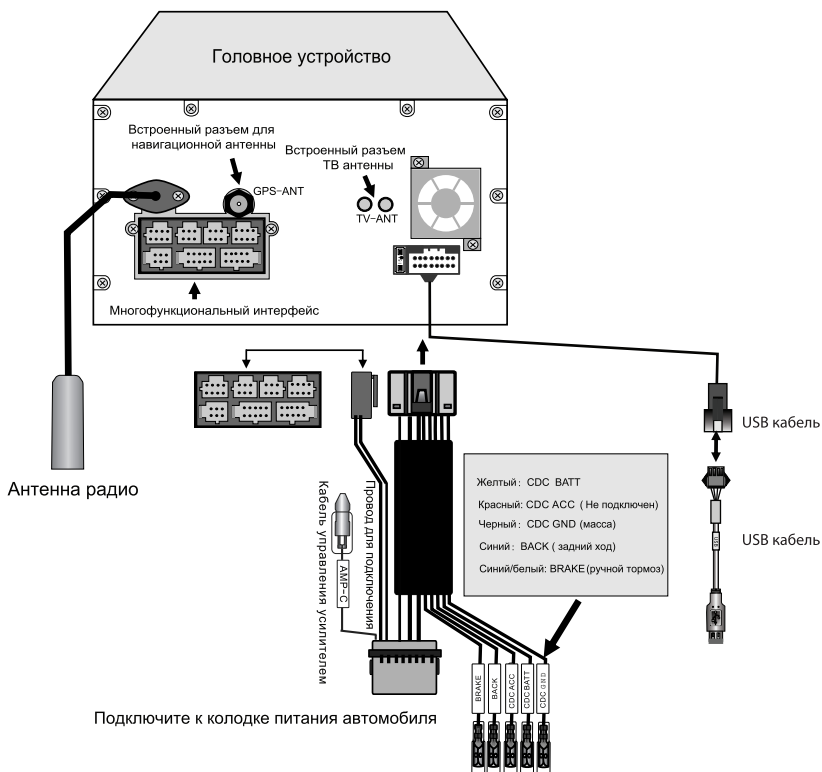 Головное устройство
Встроенный разъем для
навигационной антенны
Встроенный разъем
ТВ антенны
GPS-ANT
TV-ANT
Многофункциональный интерфейс
Антенна радио
USB кабель
USB кабель
USB
Желтый: CDC BATT
Красный: CDC ACC ( Не подключен)
Черный: CDC GND (масса)
Синий: BACK ( задний ход)
Синий/белый: BRAKE (ручной тормоз)
Провод для подключения
Кабель управления усилителем
AMP-C
BRAKE
BACK
CDC ACC
CDC BATT
CDC GND
Подключите к колодке питания автомобиля